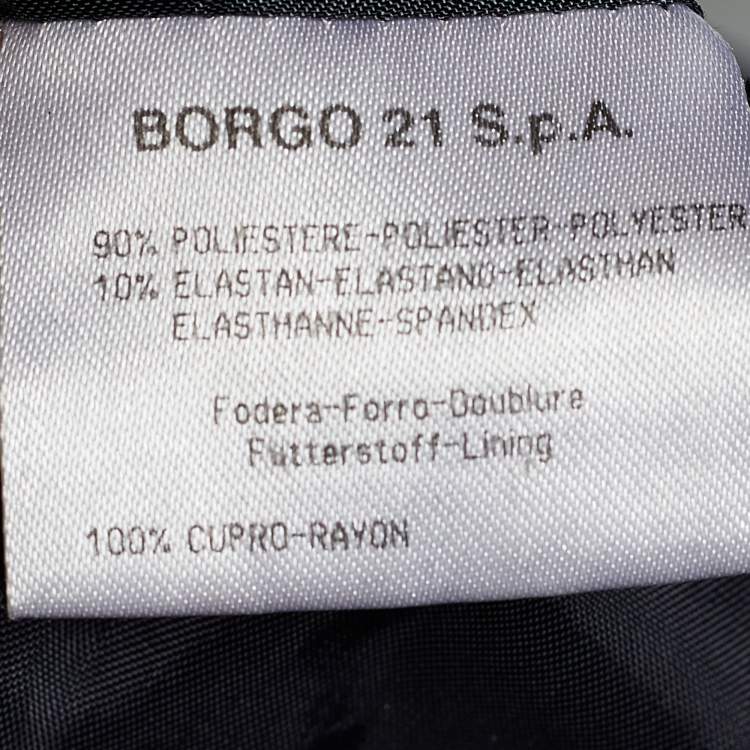 BORGO 21 S.p.A.
90% POLIESTERE-POLIESTER-POLYESTER
10% ELASTAN-ELASTANO-ELASTHAN
ELASTHANNE-SPANDEX
Fodera-Forro-Doublure
Futterstoff-Lining
100% CUPRO-RAYON